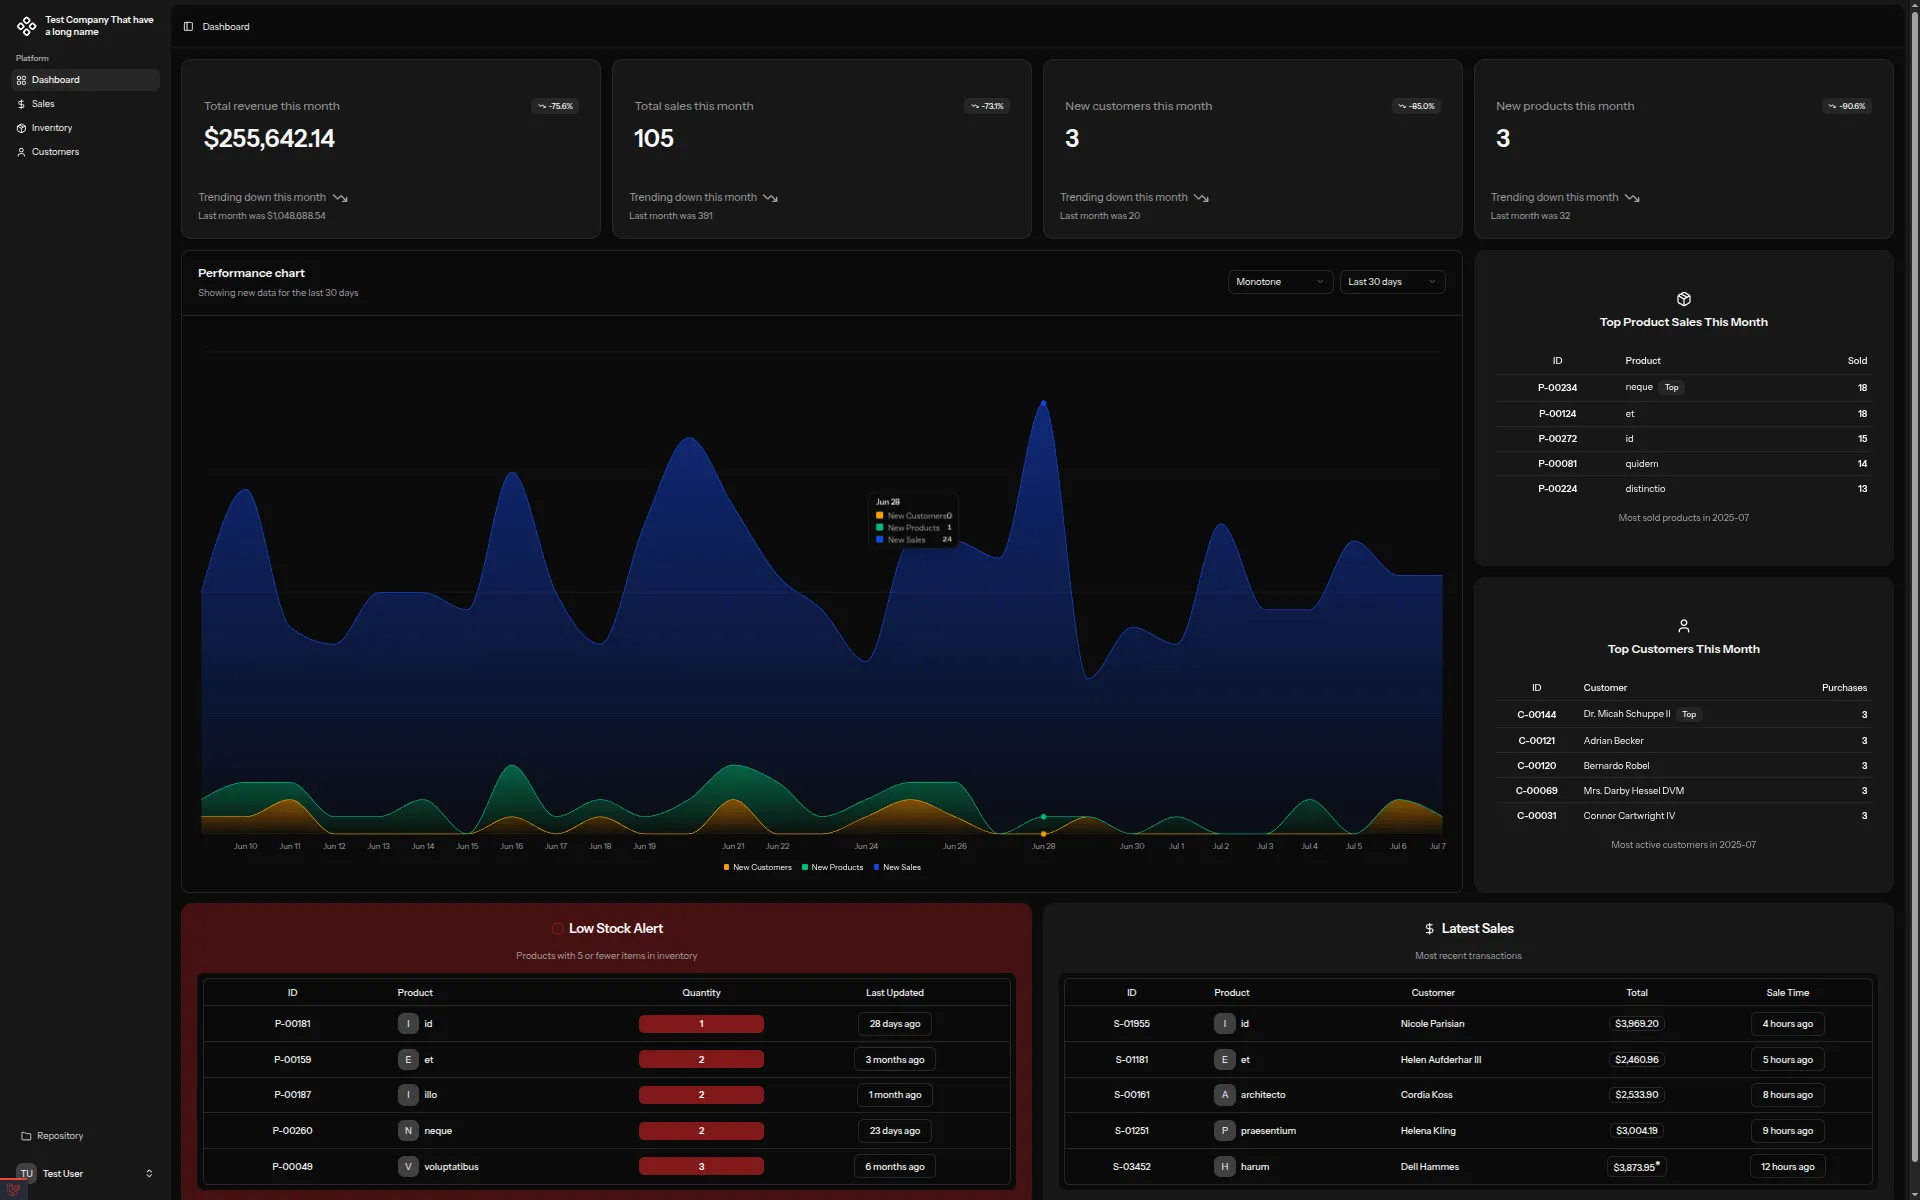 Test Company That have
a long name
Platform
Dashboard
Sales
Inventory
Customers
Repository
TU Test User
Dashboard
Total revenue this month -75.6%
$255,642.14
Trending down this month
Last month was $1,048,688.54
Total sales this month -73.1%
105
Trending down this month
Last month was 391
New customers this month -85.0%
3
Trending down this month
Last month was 20
New products this month -90.6%
3
Trending down this month
Last month was 32
Performance chart
Showing new data for the last 30 days
Monotone Last 30 days
Jun 28
New Customers 0
New Products 1
New Sales 24
Jun 10 Jun 11 Jun 12 Jun 13 Jun 14 Jun 15 Jun 16 Jun 17 Jun 18 Jun 19 Jun 21 Jun 22 Jun 24 Jun 26 Jun 28 Jun 30 Jul 1 Jul 2 Jul 3 Jul 4 Jul 5 Jul 6 Jul 7
New Customers New Products New Sales
Top Product Sales This Month
ID Product Sold
P-00234 neque Top 18
P-00124 et 18
P-00272 id 15
P-00081 quidem 14
P-00224 distinctio 13
Most sold products in 2025-07
Top Customers This Month
ID Customer Purchases
C-00144 Dr. Micah Schuppe II Top 3
C-00121 Adrian Becker 3
C-00120 Bernardo Robel 3
C-00069 Mrs. Darby Hessel DVM 3
C-00031 Connor Cartwright IV 3
Most active customers in 2025-07
Low Stock Alert
Products with 5 or fewer items in inventory
ID Product Quantity Last Updated
P-00181 I id 1 28 days ago
P-00159 E et 2 3 months ago
P-00187 I illo 2 1 month ago
P-00260 N neque 2 23 days ago
P-00049 V voluptatibus 3 6 months ago
$ Latest Sales
Most recent transactions
ID Product Customer Total Sale Time
S-01955 I id Nicole Parisian $3,969.20 4 hours ago
S-01181 E et Helen Aufderhar III $2,460.96 5 hours ago
S-00161 A architecto Cordia Koss $2,533.90 8 hours ago
S-01251 P praesentium Helena Kling $3,004.19 9 hours ago
S-03452 H harum Dell Hammes $3,873.95* 12 hours ago